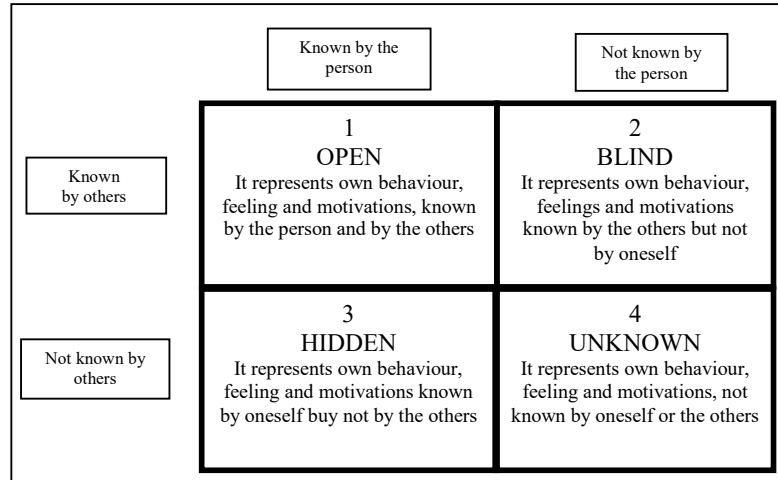 Known by the
person
Not known by
the person
Known
by others
1
OPEN
It represents own behaviour,
feeling and motivations, known
by the person and by the others
2
BLIND
It represents own behaviour,
feelings and motivations
known by the others but not
by oneself
Not known by
others
3
HIDDEN
It represents own behaviour,
feeling and motivations known
by oneself buy not by the others
4
UNKNOWN
It represents own behaviour,
feeling and motivations, not
known by oneself or the others